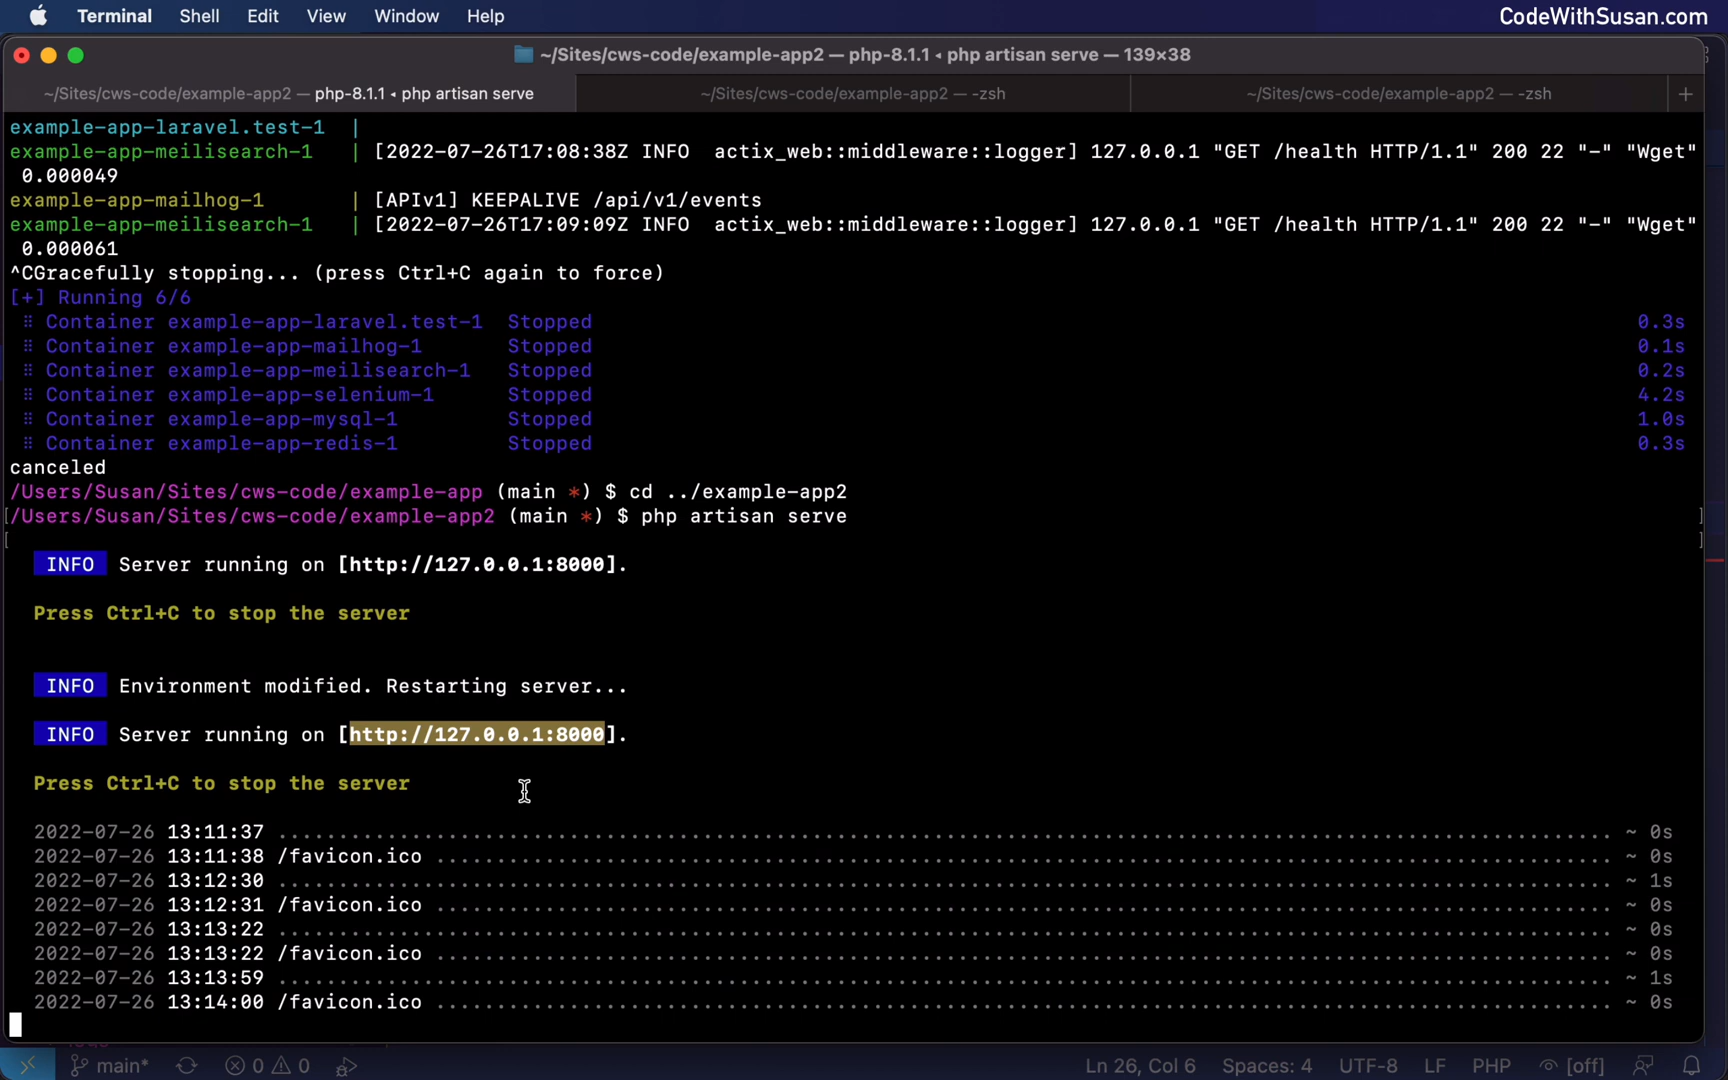 Terminal Shell Edit View Window Help CodeWithSusan.com
~/Sites/cws-code/example-app2 — php-8.1.1 ◂ php artisan serve — 139×38
~/Sites/cws-code/example-app2 — php-8.1.1 ◂ php artisan serve ~/Sites/cws-code/example-app2 — -zsh ~/Sites/cws-code/example-app2 — -zsh +
example-app-laravel.test-1 |
example-app-meilisearch-1 | [2022-07-26T17:08:38Z INFO actix_web::middleware::logger] 127.0.0.1 "GET /health HTTP/1.1" 200 22 "-" "Wget"
0.000049
example-app-mailhog-1 | [APIv1] KEEPALIVE /api/v1/events
example-app-meilisearch-1 | [2022-07-26T17:09:09Z INFO actix_web::middleware::logger] 127.0.0.1 "GET /health HTTP/1.1" 200 22 "-" "Wget"
0.000061
^CGracefully stopping... (press Ctrl+C again to force)
[+] Running 6/6
⠿ Container example-app-laravel.test-1 Stopped 0.3s
⠿ Container example-app-mailhog-1 Stopped 0.1s
⠿ Container example-app-meilisearch-1 Stopped 0.2s
⠿ Container example-app-selenium-1 Stopped 4.2s
⠿ Container example-app-mysql-1 Stopped 1.0s
⠿ Container example-app-redis-1 Stopped 0.3s
canceled
/Users/Susan/Sites/cws-code/example-app (main *) $ cd ../example-app2
[/Users/Susan/Sites/cws-code/example-app2 (main *) $ php artisan serve ]
[ ]
INFO Server running on [http://127.0.0.1:8000].
Press Ctrl+C to stop the server
INFO Environment modified. Restarting server...
INFO Server running on [http://127.0.0.1:8000].
Press Ctrl+C to stop the server
2022-07-26 13:11:37 ........................................ ~ 0s
2022-07-26 13:11:38 /favicon.ico ........................................ ~ 0s
2022-07-26 13:12:30 ........................................ ~ 1s
2022-07-26 13:12:31 /favicon.ico ........................................ ~ 0s
2022-07-26 13:13:22 ........................................ ~ 0s
2022-07-26 13:13:22 /favicon.ico ........................................ ~ 0s
2022-07-26 13:13:59 ........................................ ~ 1s
2022-07-26 13:14:00 /favicon.ico ........................................ ~ 0s
main* 0 0 Ln 26, Col 6 Spaces: 4 UTF-8 LF PHP [off]